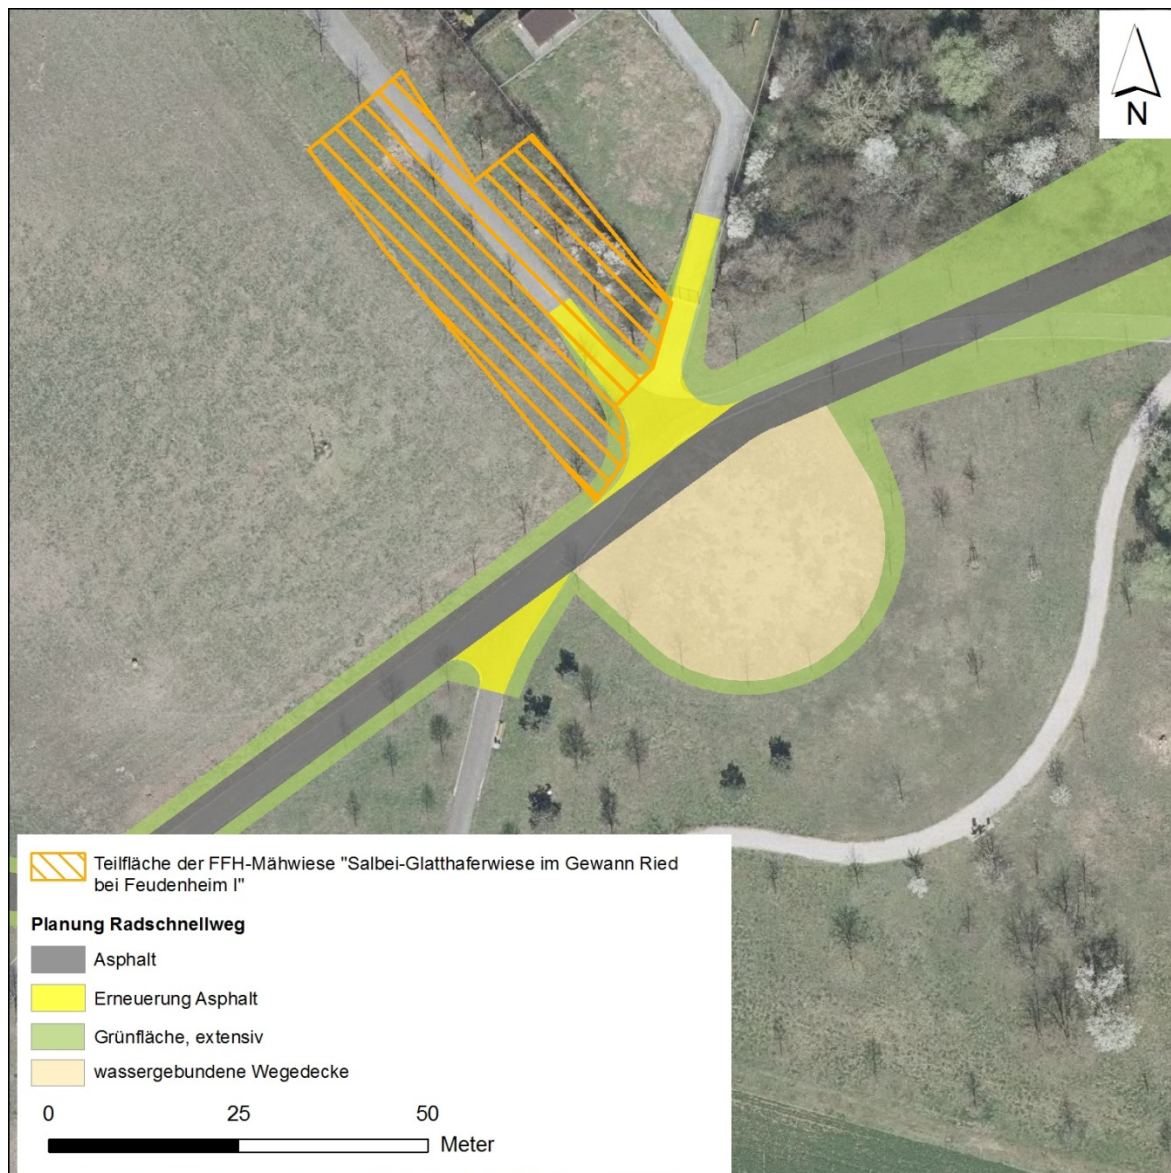 N
Teilfläche der FFH-Mähwiese "Salbei-Glatthaferwiese im Gewann Ried
bei Feudenheim I"
Planung Radschnellweg
Asphalt
Erneuerung Asphalt
Grünfläche, extensiv
wassergebundene Wegedecke
0 25 50
Meter